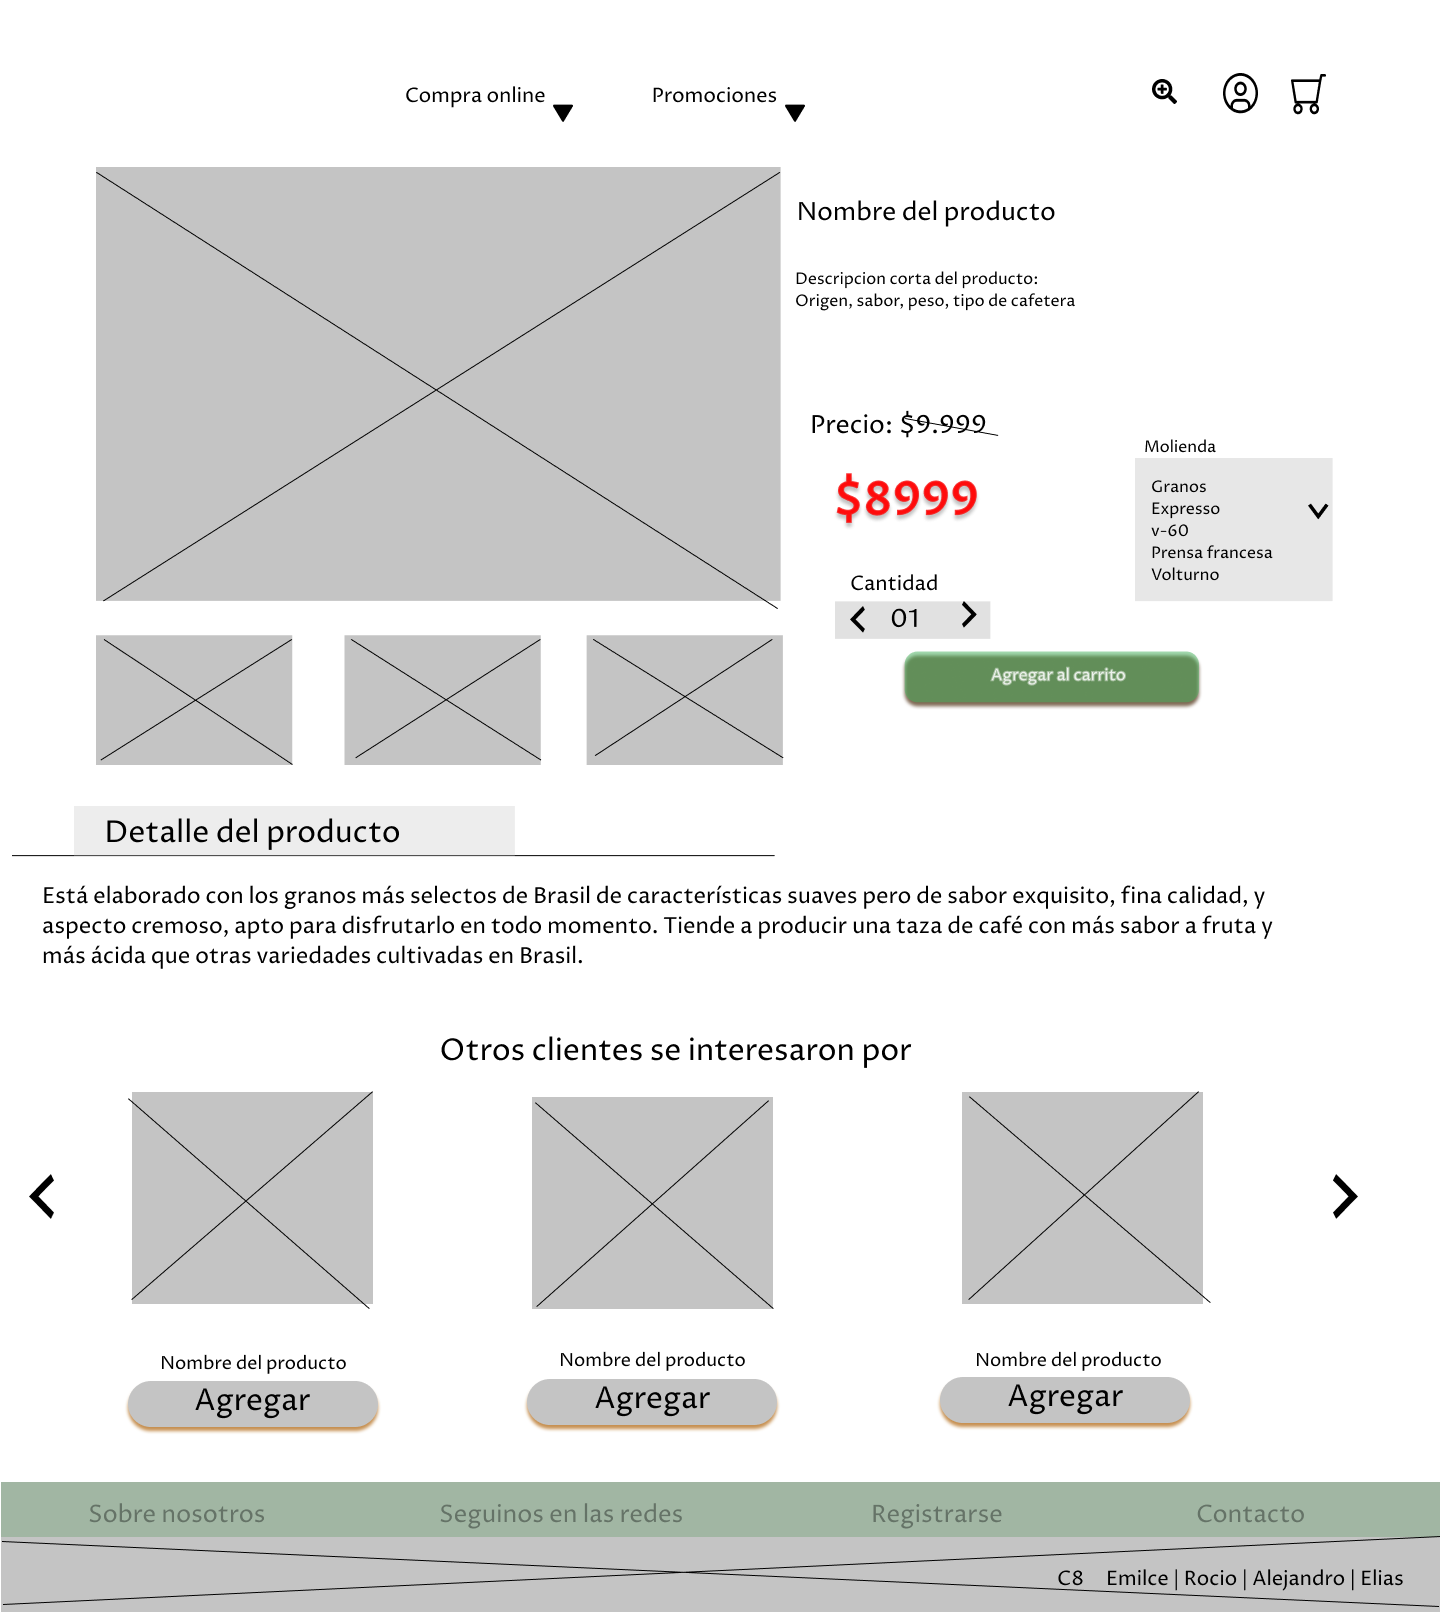 Compra online
Promociones
Nombre del producto
Descripcion corta del producto:
Origen, sabor, peso, tipo de cafetera
Precio: $9.999
$8999
Molienda
Granos
Expresso
v-60
Prensa francesa
Volturno
Cantidad
01
Agregar al carrito
Detalle del producto
Está elaborado con los granos más selectos de Brasil de características suaves pero de sabor exquisito, fina calidad, y
aspecto cremoso, apto para disfrutarlo en todo momento. Tiende a producir una taza de café con más sabor a fruta y
más ácida que otras variedades cultivadas en Brasil.
Otros clientes se interesaron por
Nombre del producto
Agregar
Nombre del producto
Agregar
Nombre del producto
Agregar
Sobre nosotros
Seguinos en las redes
Registrarse
Contacto
C8 Emilce | Rocio | Alejandro | Elias